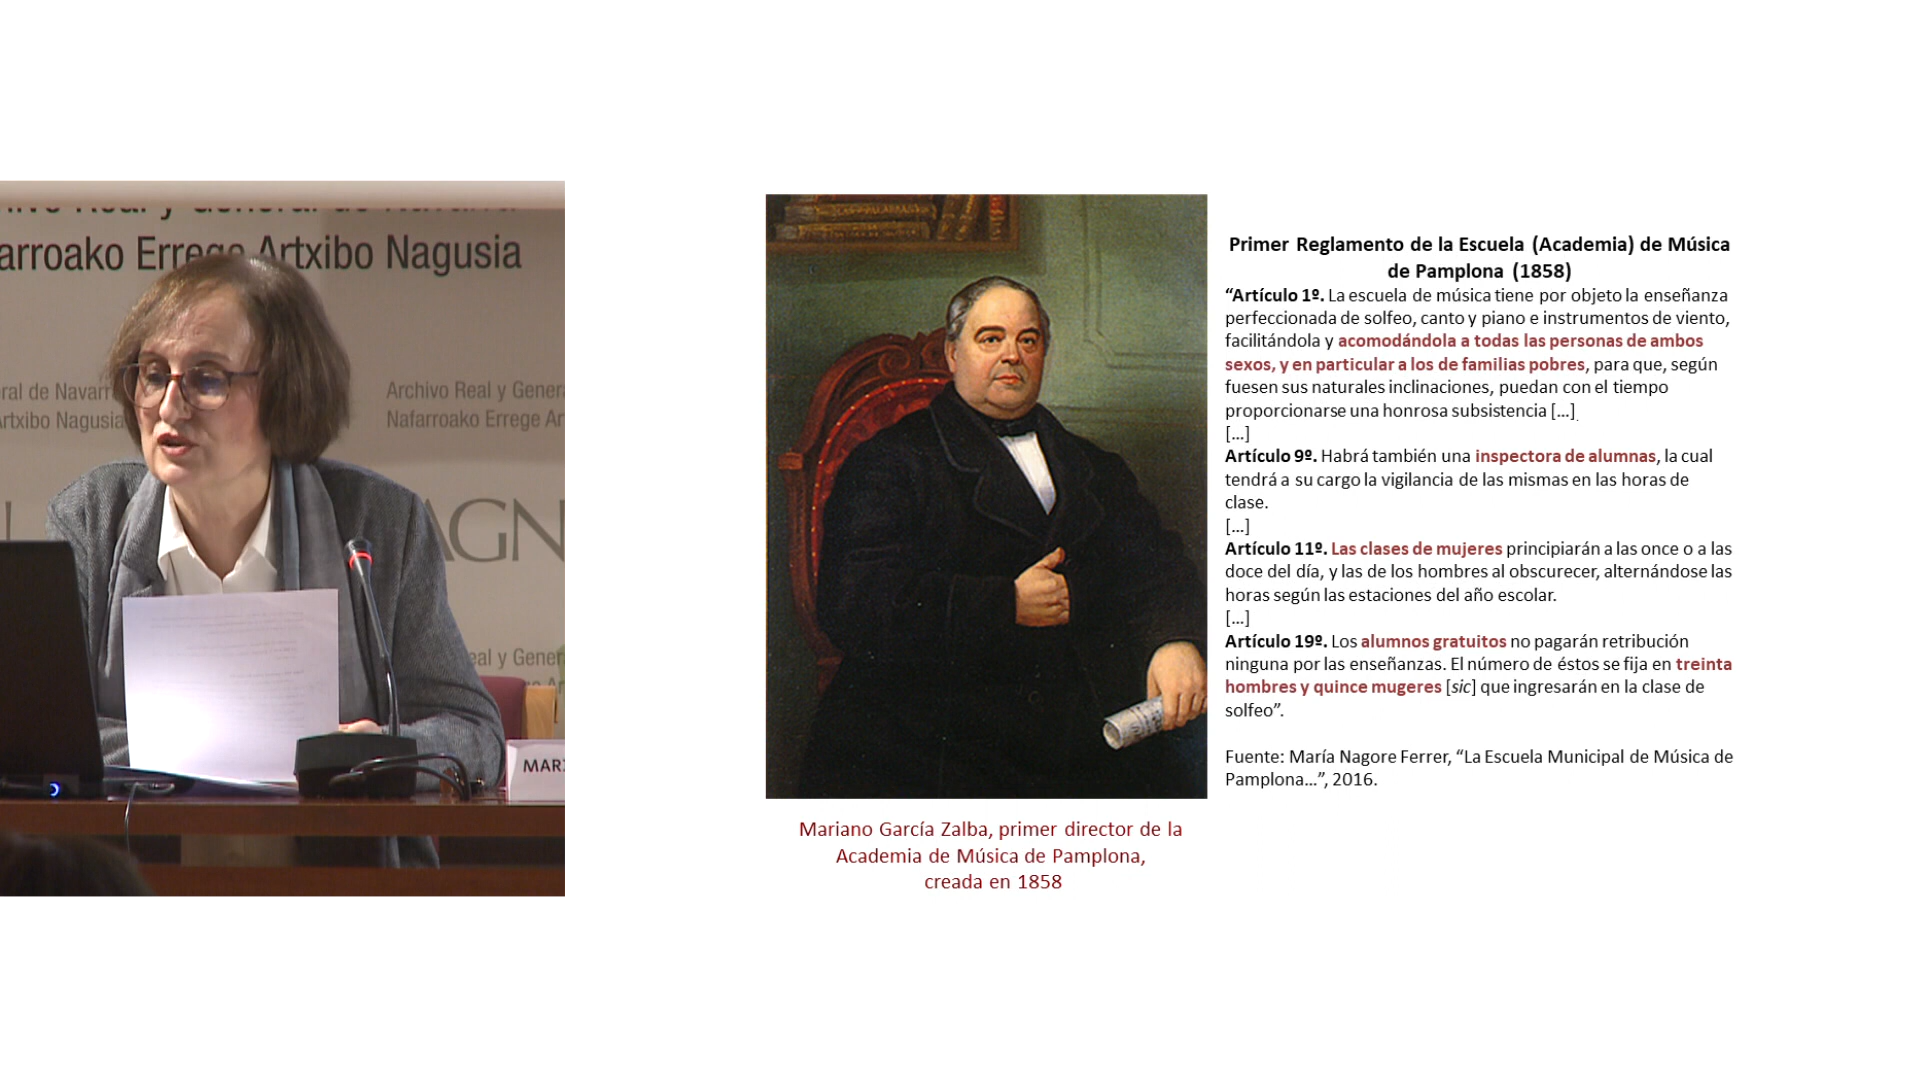 Nafarroako Errege Artxibo Nagusia
Archivo Real y General
Nafarroako Errege
AGN
MARI
Primer Reglamento de la Escuela (Academia) de Música
de Pamplona (1858)
“Artículo 1º. La escuela de música tiene por objeto la enseñanza
perfeccionada de solfeo, canto y piano e instrumentos de viento,
facilitándola y acomodándola a todas las personas de ambos
sexos, y en particular a los de familias pobres, para que, según
fuesen sus naturales inclinaciones, puedan con el tiempo
proporcionarse una honrosa subsistencia [...]
[...]
Artículo 9º. Habrá también una inspectora de alumnas, la cual
tendrá a su cargo la vigilancia de las mismas en las horas de
clase.
[...]
Artículo 11º. Las clases de mujeres principiarán a las once o a las
doce del día, y las de los hombres al obscurecer, alternándose las
horas según las estaciones del año escolar.
[...]
Artículo 19º. Los alumnos gratuitos no pagarán retribución
ninguna por las enseñanzas. El número de éstos se fija en treinta
hombres y quince mugeres [sic] que ingresarán en la clase de
solfeo”.
Fuente: María Nagore Ferrer, “La Escuela Municipal de Música de
Pamplona...”, 2016.
Mariano García Zalba, primer director de la
Academia de Música de Pamplona,
creada en 1858